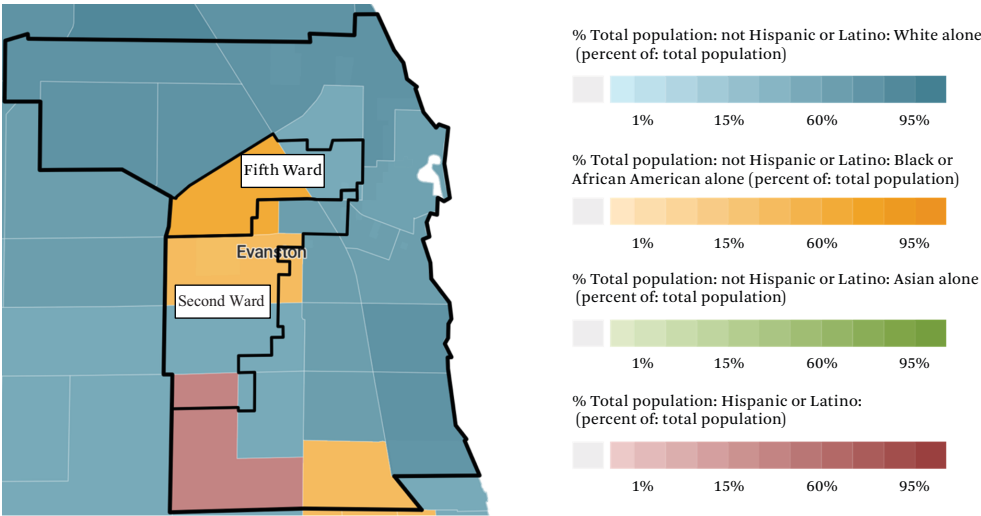 Fifth Ward
Evanston
Second Ward
% Total population: not Hispanic or Latino: White alone
(percent of: total population)
1% 15% 60% 95%
% Total population: not Hispanic or Latino: Black or
African American alone (percent of: total population)
1% 15% 60% 95%
% Total population: not Hispanic or Latino: Asian alone
(percent of: total population)
1% 15% 60% 95%
% Total population: Hispanic or Latino:
(percent of: total population)
1% 15% 60% 95%